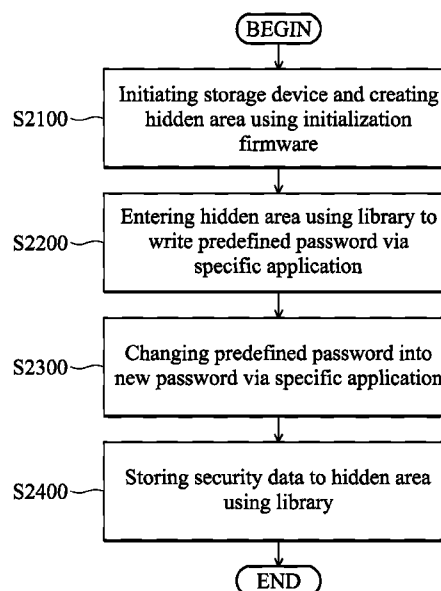 BEGIN
S2100
Initiating storage device and creating
hidden area using initialization
firmware
S2200
Entering hidden area using library to
write predefined password via
specific application
S2300
Changing predefined password into
new password via specific application
S2400
Storing security data to hidden area
using library
END